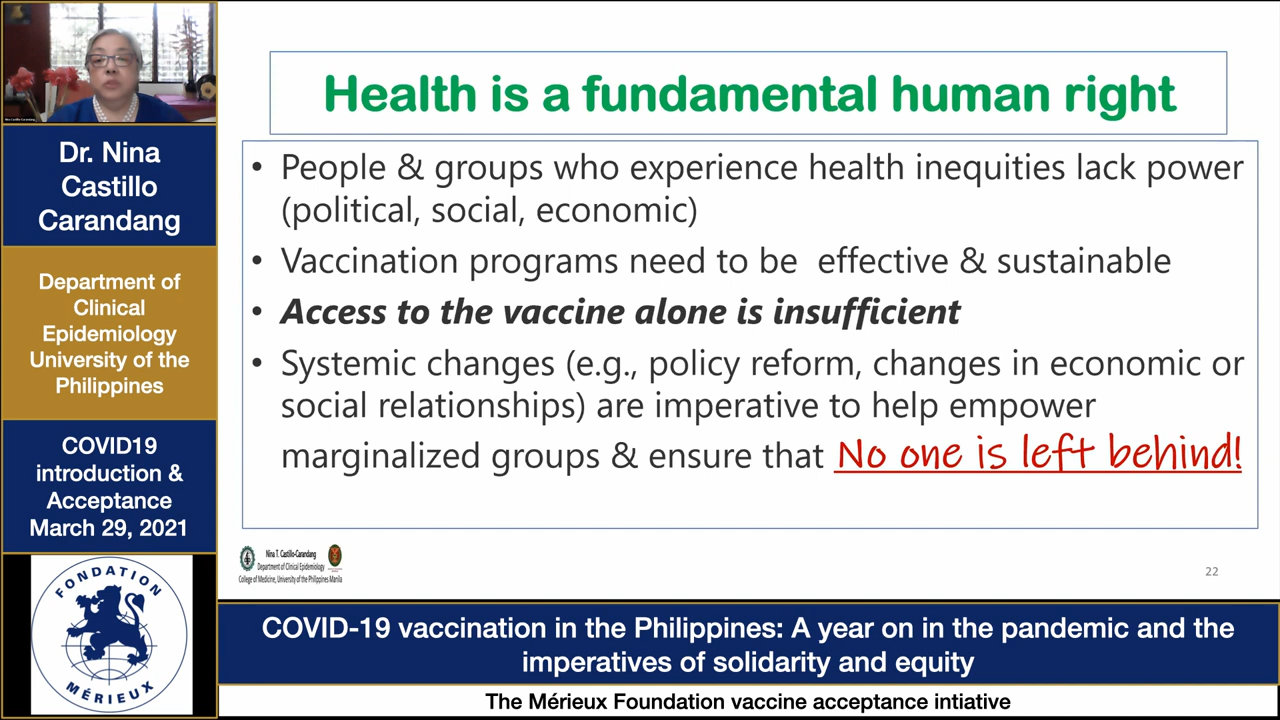 Dr. Nina
Castillo
Carandang
Department of
Clinical
Epidemiology
University of the
Philippines
COVID19
introduction &
Acceptance
March 29, 2021
FONDATION
MÉRIEUX
Health is a fundamental human right
• People & groups who experience health inequities lack power
(political, social, economic)
• Vaccination programs need to be effective & sustainable
• Access to the vaccine alone is insufficient
• Systemic changes (e.g., policy reform, changes in economic or
social relationships) are imperative to help empower
marginalized groups & ensure that No one is left behind!
Nina T. Castillo-Carandang
Department of Clinical Epidemiology
College of Medicine, University of the Philippines Manila
22
COVID-19 vaccination in the Philippines: A year on in the pandemic and the
imperatives of solidarity and equity
The Mérieux Foundation vaccine acceptance intiative